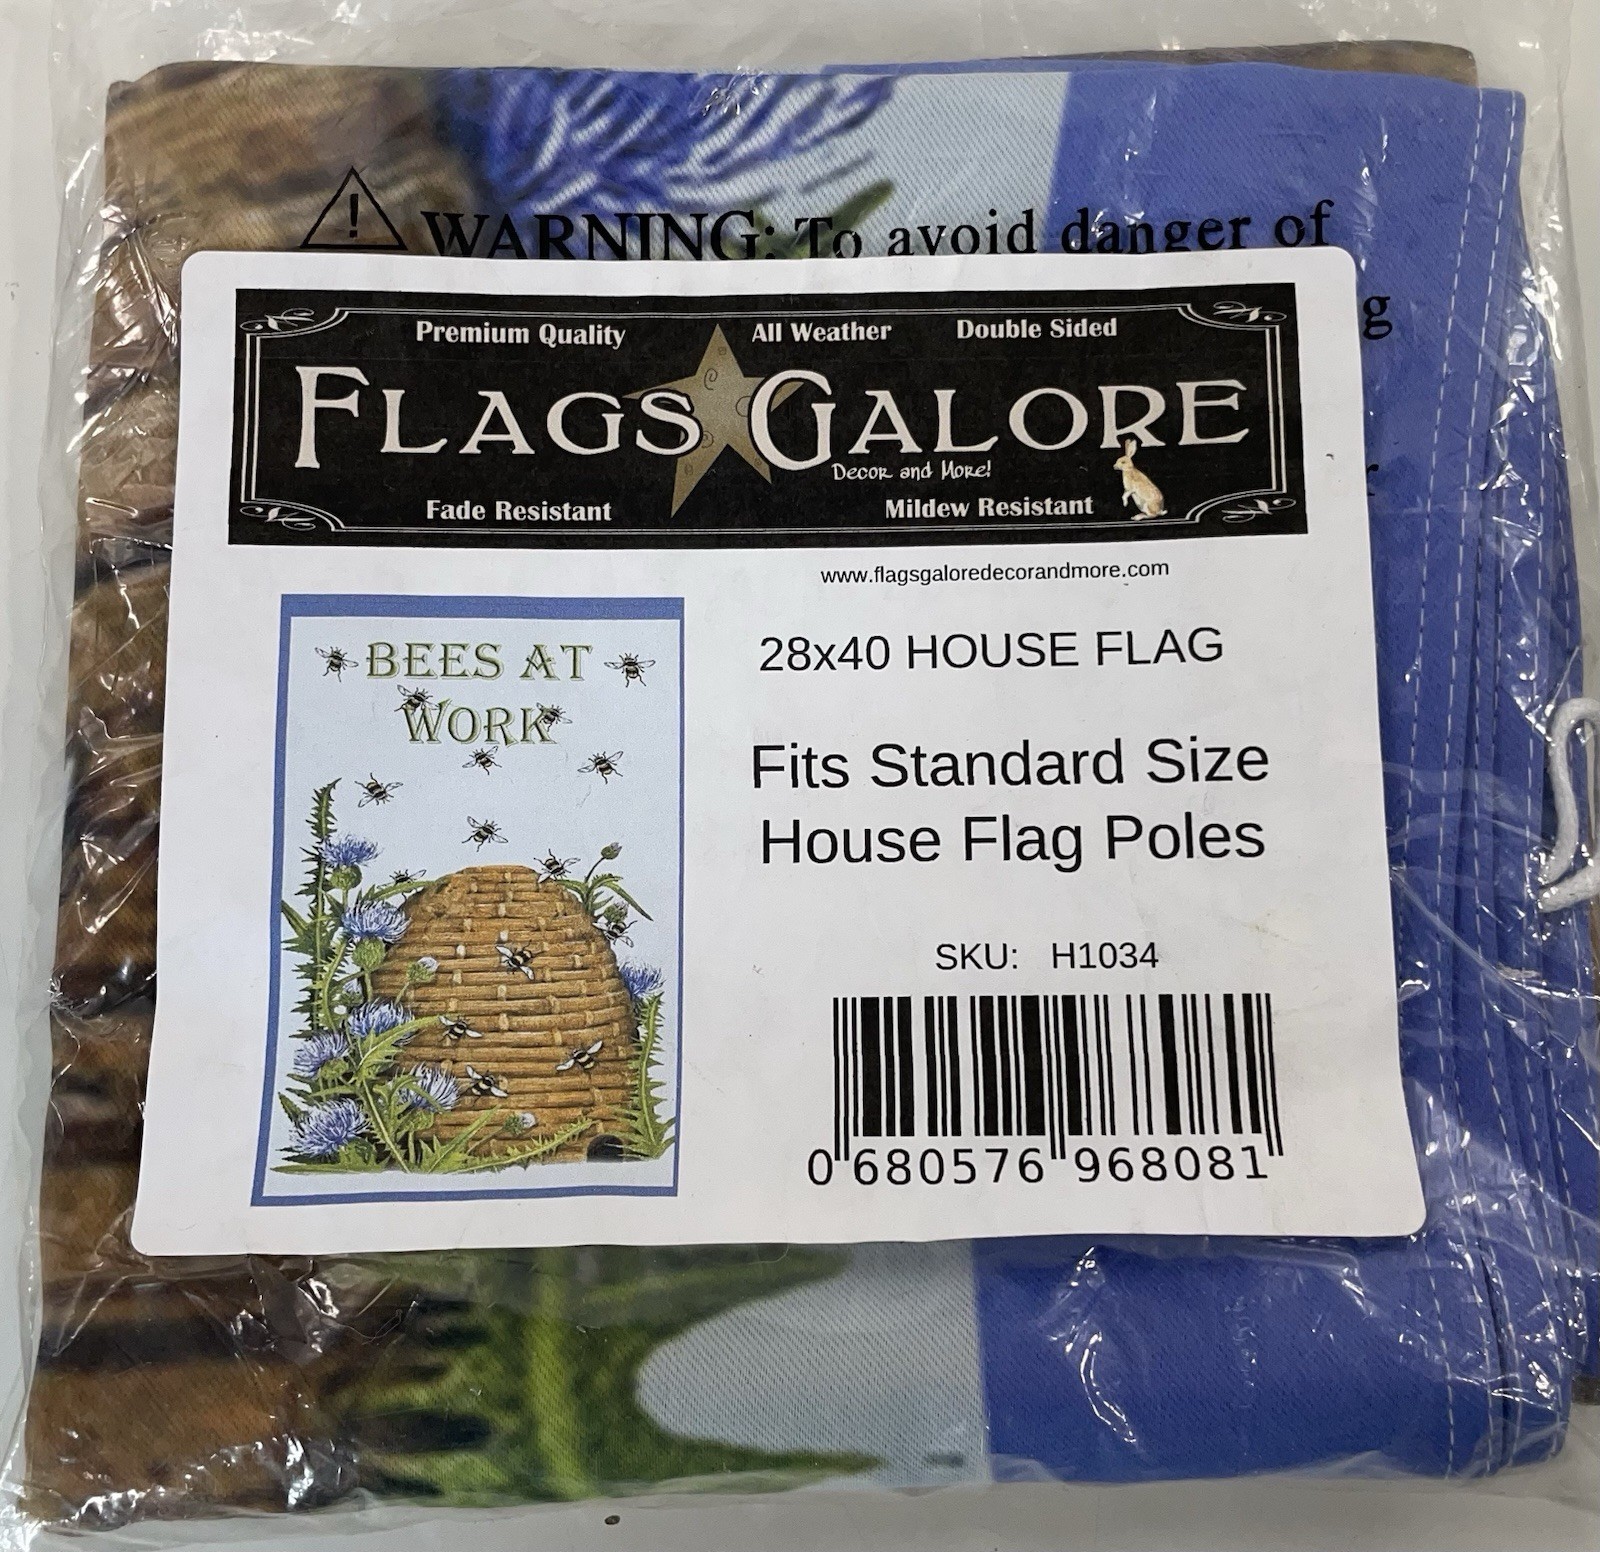 WARNING: To avoid danger of
g
Premium Quality All Weather Double Sided
FLAGS GALORE
Decor and More!
Fade Resistant Mildew Resistant
www.flagsgaloredecorandmore.com
BEES AT
WORK
28x40 HOUSE FLAG
Fits Standard Size
House Flag Poles
SKU: H1034
0 680576 968081